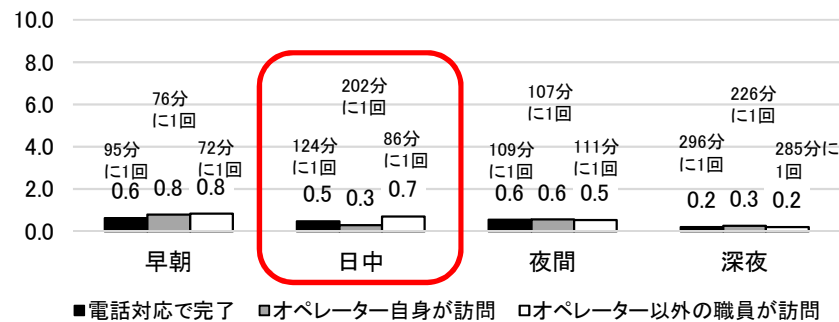 10.0
8.0
6.0
4.0
2.0
0.0
95分
に1回
76分
に1回
72分
に1回
0.6 0.8 0.8
124分
に1回
202分
に1回
86分
に1回
0.5 0.3 0.7
109分
に1回
107分
に1回
111分
に1回
0.6 0.6 0.5
296分
に1回
226分
に1回
285分に
1回
0.2 0.3 0.2
早朝 日中 夜間 深夜
■電話対応で完了 ■オペレーター自身が訪問 □オペレーター以外の職員が訪問